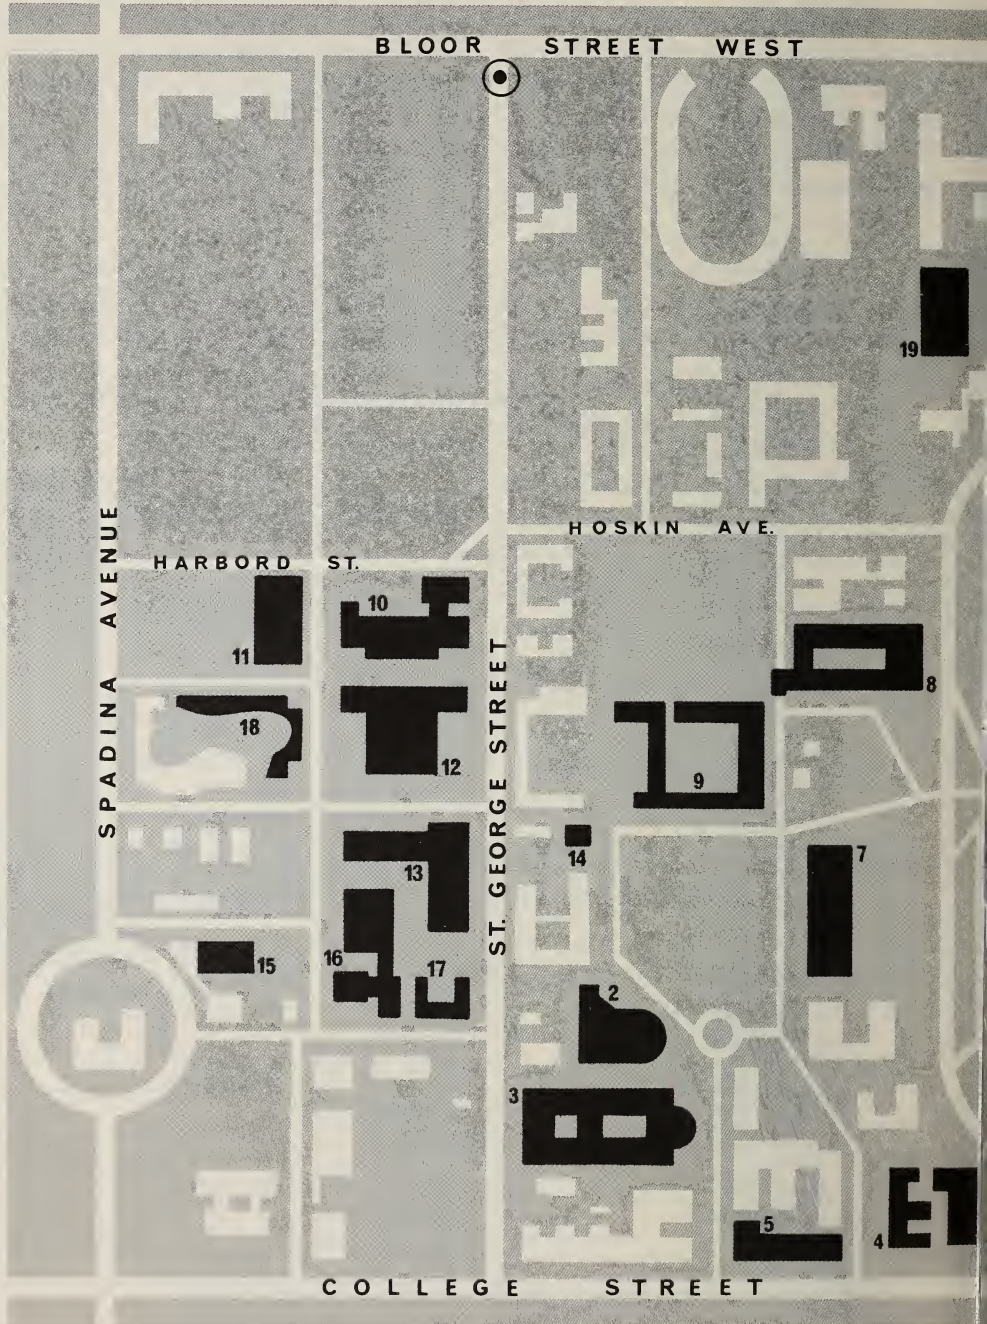 BLOOR STREET WEST
19
HOSKIN AVE.
SPADINA AVENUE
HARBORD ST.
10
11
ST. GEORGE STREET
8
18
12
9
14
7
13
16
17
15
2
3
5
4
COLLEGE STREET